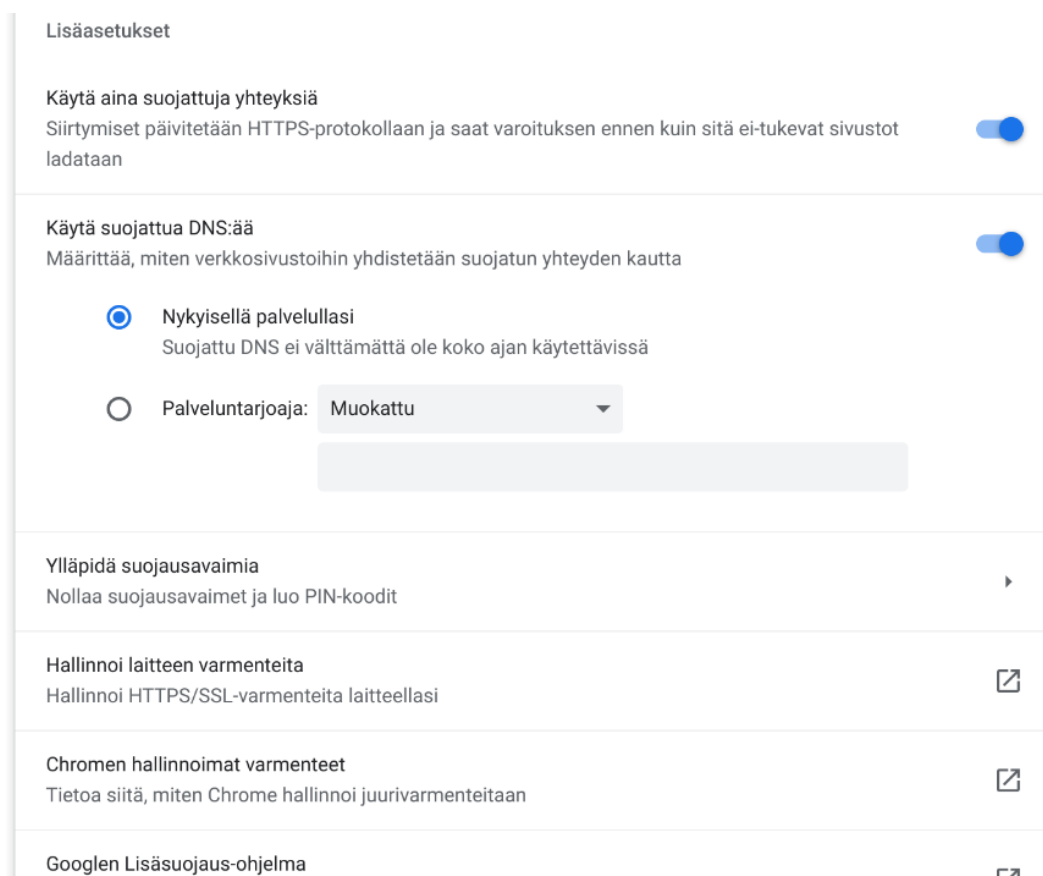 Lisäasetukset
Käytä aina suojattuja yhteyksiä
Siirtymiset päivitetään HTTPS-protokollaan ja saat varoituksen ennen kuin sitä ei-tukevat sivustot
ladataan
Käytä suojattua DNS:ää
Määrittää, miten verkkosivustoihin yhdistetään suojatun yhteyden kautta
Nykyisellä palvelullasi
Suojattu DNS ei välttämättä ole koko ajan käytettävissä
Palveluntarjoaja: Muokattu
Ylläpidä suojausavaimia
Nollaa suojausavaimet ja luo PIN-koodit
Hallinnoi laitteen varmenteita
Hallinnoi HTTPS/SSL-varmenteita laitteellasi
Chromen hallinnoimat varmenteet
Tietoa siitä, miten Chrome hallinnoi juurivarmenteitaan
Googlen Lisäsuojaus-ohjelma